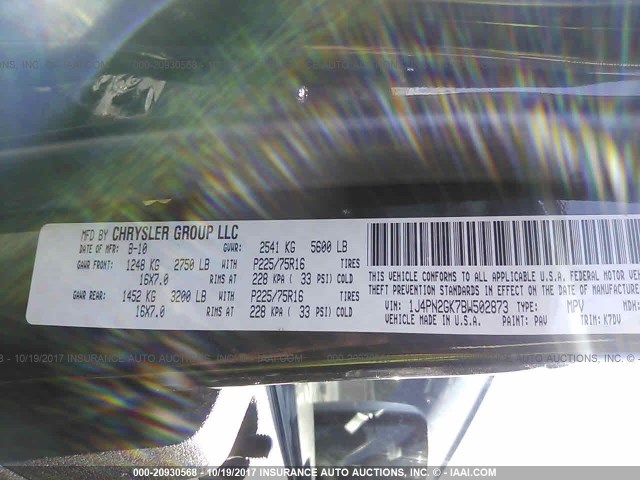 MFD BY CHRYSLER GROUP LLC
DATE OF MFR: 8-10 GVWR: 2541 KG 5600 LB
GAWR FRONT: WITH P225/75R16 TIRES
1248 KG 2750 LB 16X7.0 RIMS AT 228 KPA ( 33 PSI) COLD
GAWR REAR: WITH P225/75R16 TIRES
1452 KG 3200 LB 16X7.0 RIMS AT 228 KPA ( 33 PSI) COLD
THIS VEHICLE CONFORMS TO ALL APPLICABLE U.S.A. FEDERAL MOTOR VEH
THEFT PREVENTION STANDARDS IN EFFECT ON THE DATE OF MANUFACTURE
VIN: 1J4PN2GK7BW502873 TYPE: MPV MDH:
VEHICLE MADE IN U.S.A. PAINT: PAV TRIM: K7DV
000-20930568 - 10/19/2017 INSURANCE AUTO AUCTIONS, INC. - © IAAI.COM